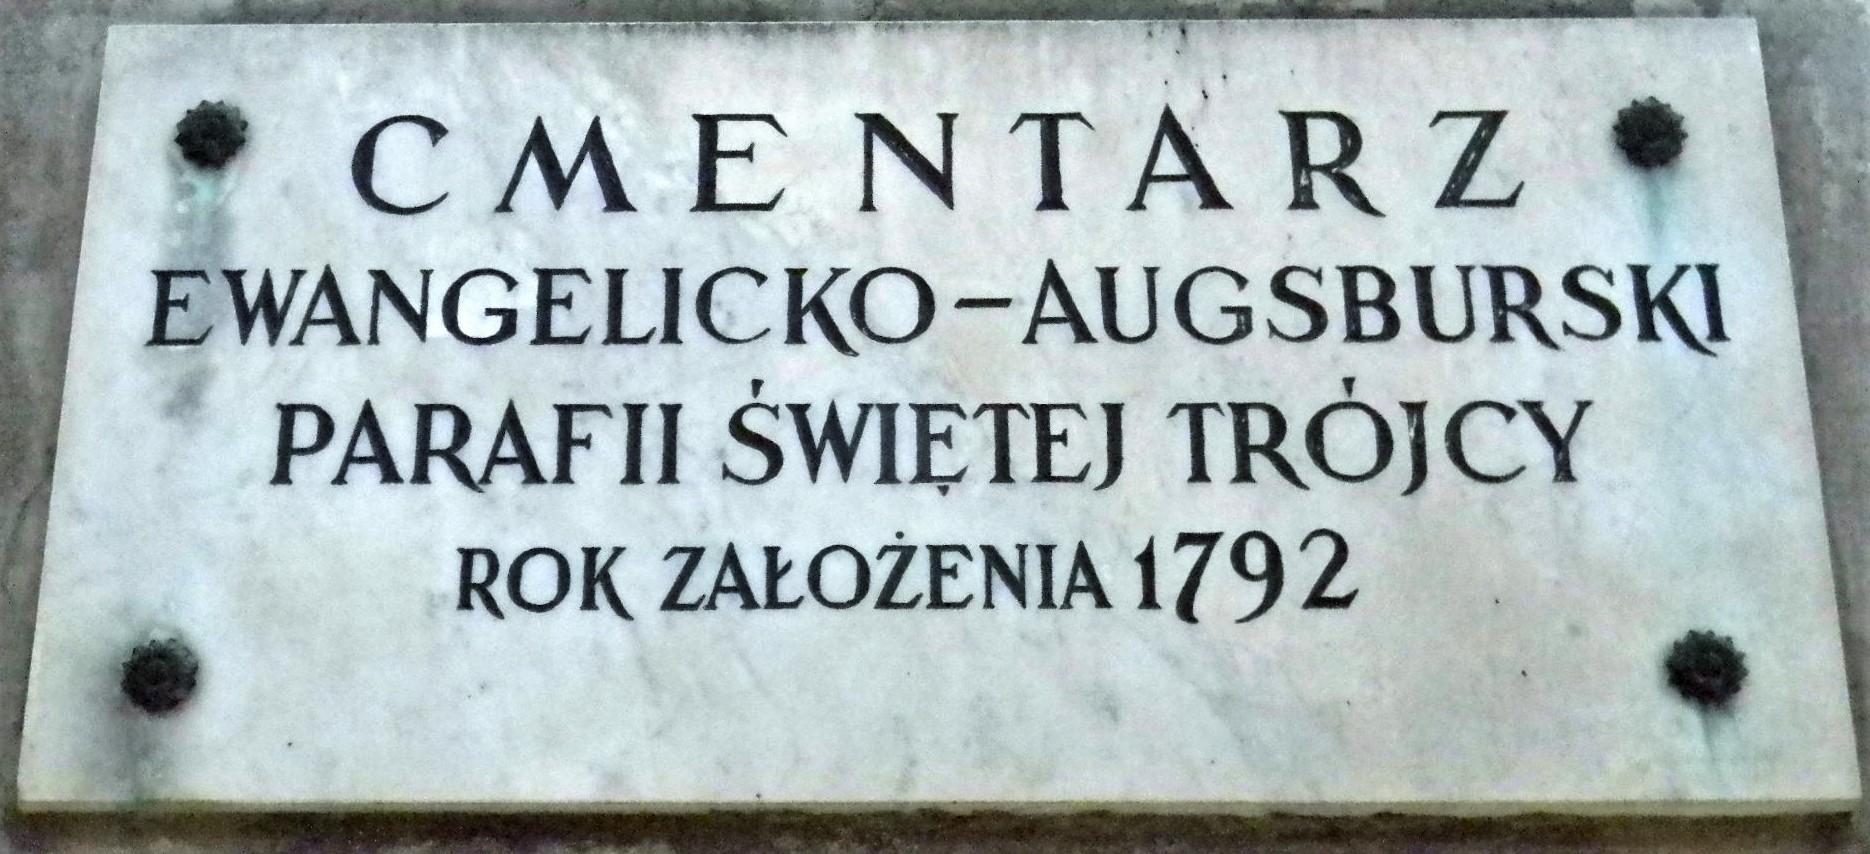 CMENTARZ
EWANGELICKO-AUGSBURSKI
PARAFII ŚWIĘTEJ TRÓJCY
ROK ZAŁOŻENIA 1792